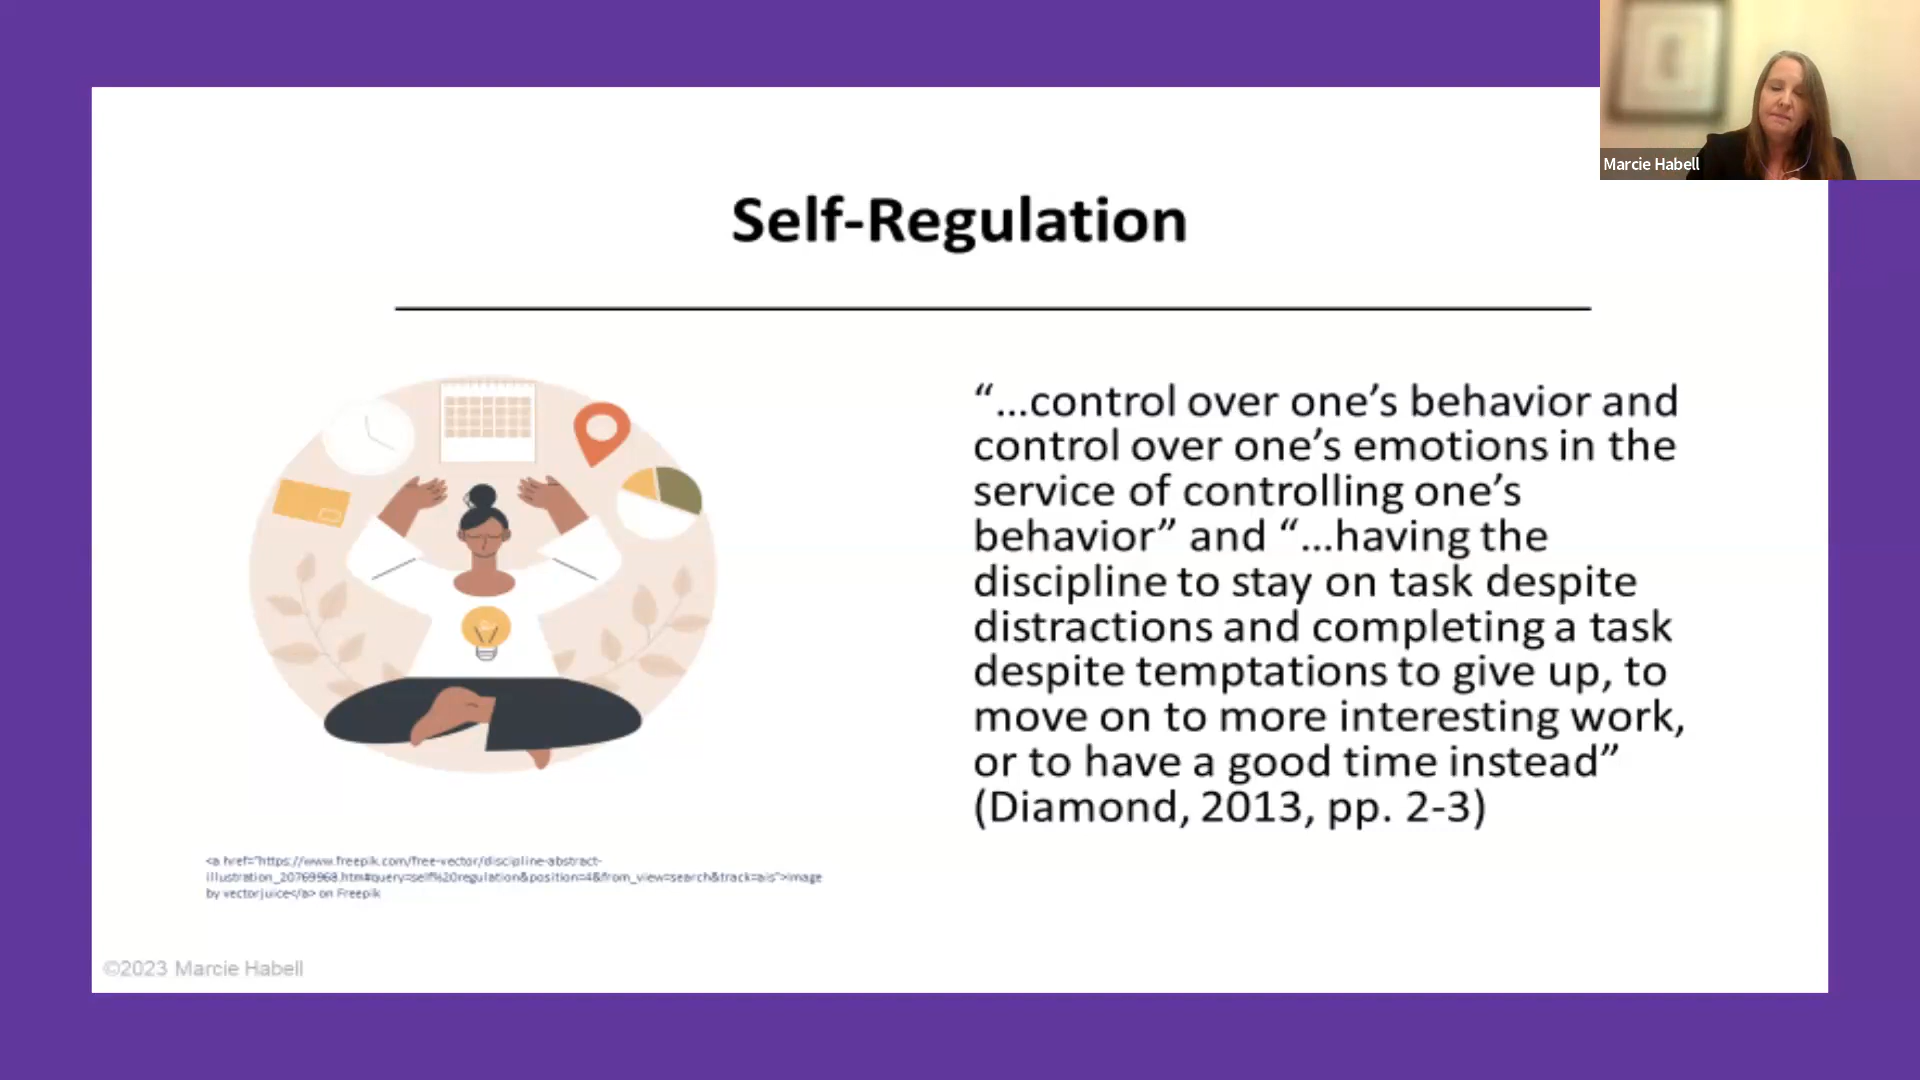 Marcie Habell
Self-Regulation
“…control over one’s behavior and
control over one’s emotions in the
service of controlling one’s
behavior” and “…having the
discipline to stay on task despite
distractions and completing a task
despite temptations to give up, to
move on to more interesting work,
or to have a good time instead”
(Diamond, 2013, pp. 2-3)
<a href="https://www.freepik.com/free-vector/discipline-abstract-
illustration_20769968.htm#query=self%20regulation&position=4&from_view=search&track=ais">Image
by vectorjuice</a> on Freepik
©2023 Marcie Habell